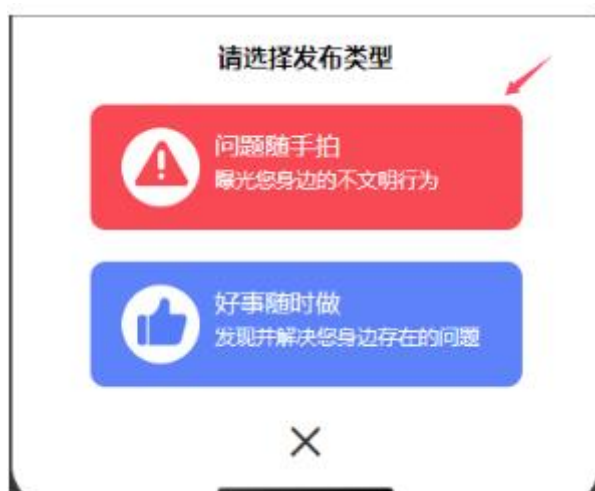 请选择发布类型
问题随手拍
曝光您身边的不文明行为
好事随时做
发现并解决您身边存在的问题